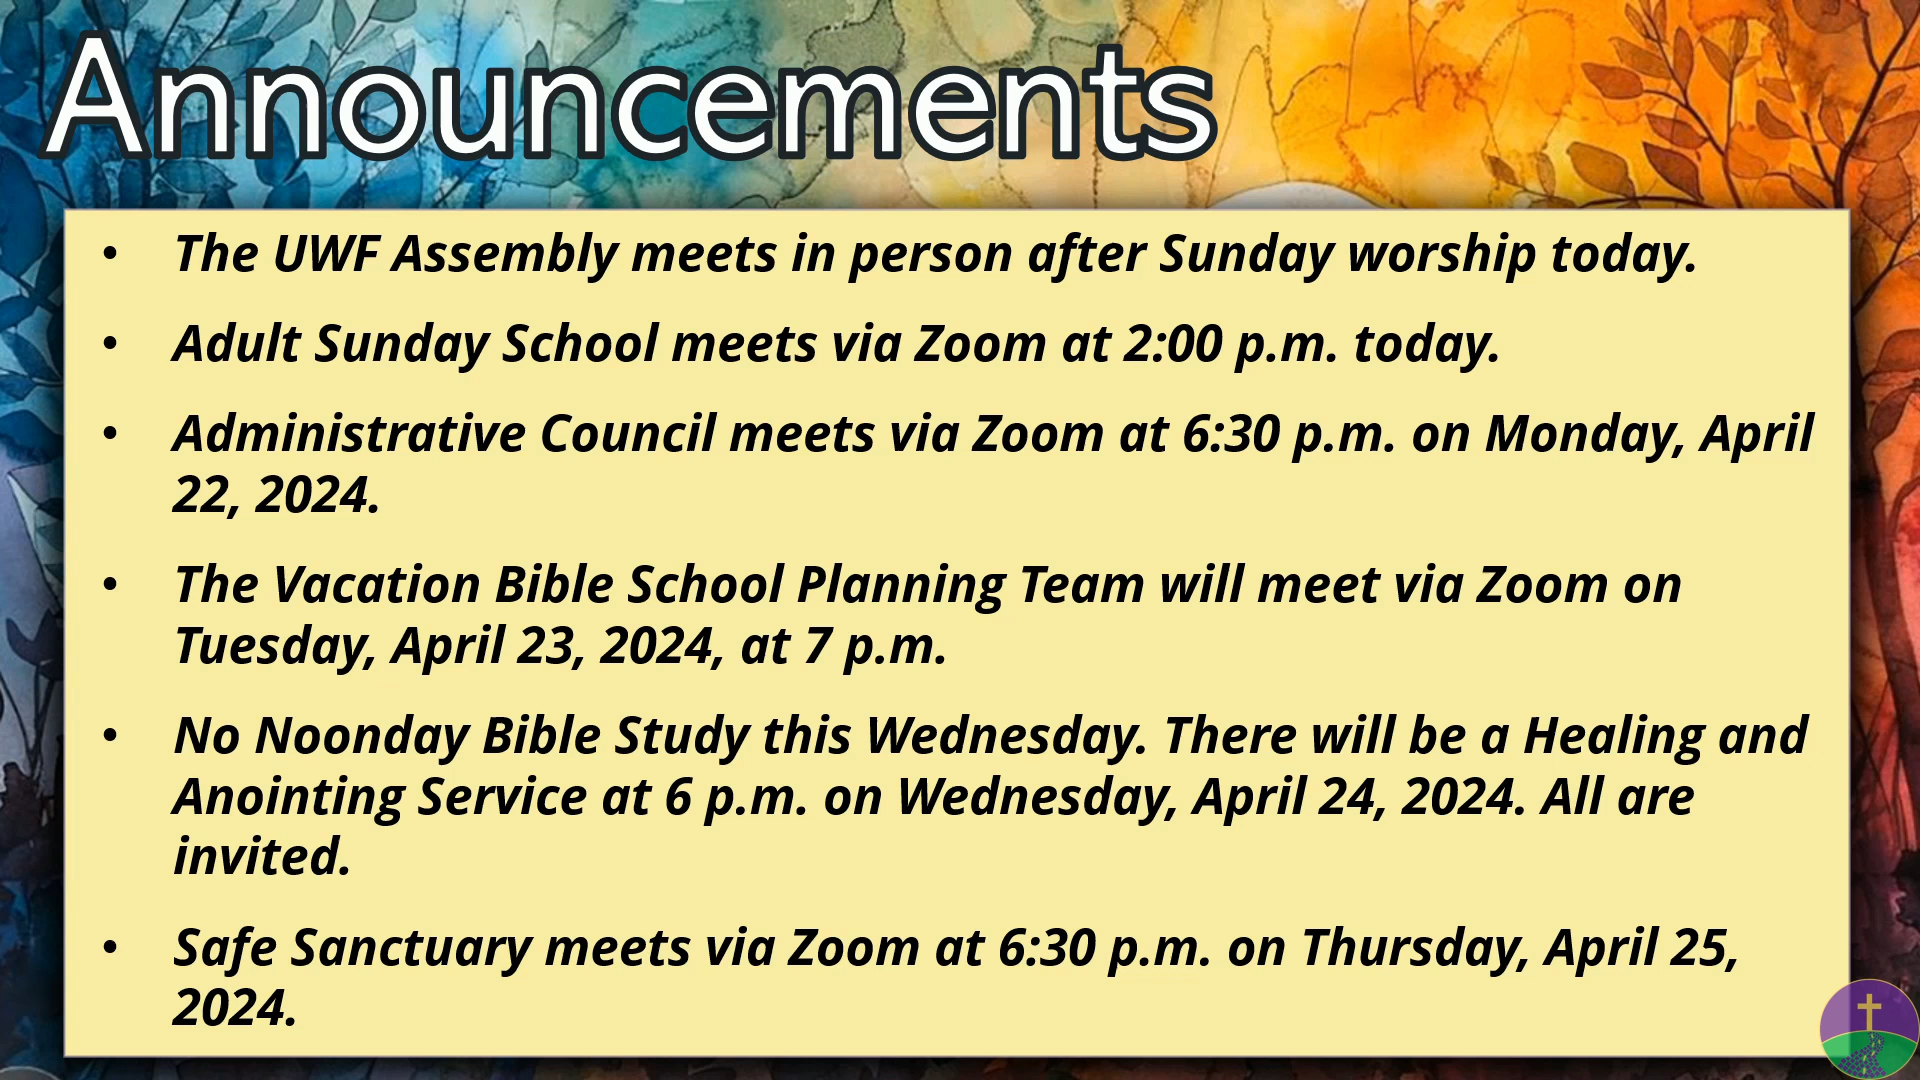 Announcements
• The UWF Assembly meets in person after Sunday worship today.
• Adult Sunday School meets via Zoom at 2:00 p.m. today.
• Administrative Council meets via Zoom at 6:30 p.m. on Monday, April
22, 2024.
• The Vacation Bible School Planning Team will meet via Zoom on
Tuesday, April 23, 2024, at 7 p.m.
• No Noonday Bible Study this Wednesday. There will be a Healing and
Anointing Service at 6 p.m. on Wednesday, April 24, 2024. All are
invited.
• Safe Sanctuary meets via Zoom at 6:30 p.m. on Thursday, April 25,
2024.